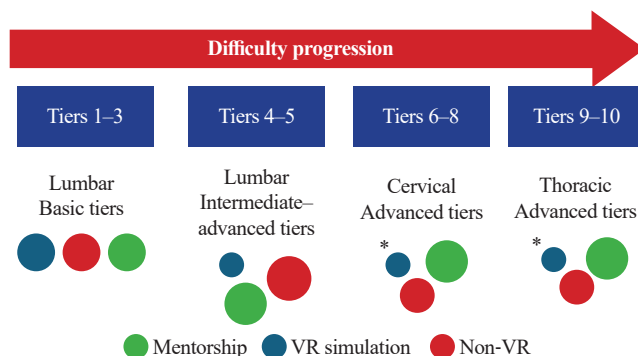 Difficulty progression
Tiers 1–3
Tiers 4–5
Tiers 6–8
Tiers 9–10
Lumbar
Basic tiers
Lumbar
Intermediate–
advanced tiers
Cervical
Advanced tiers
Thoracic
Advanced tiers
*
*
Mentorship
VR simulation
Non-VR